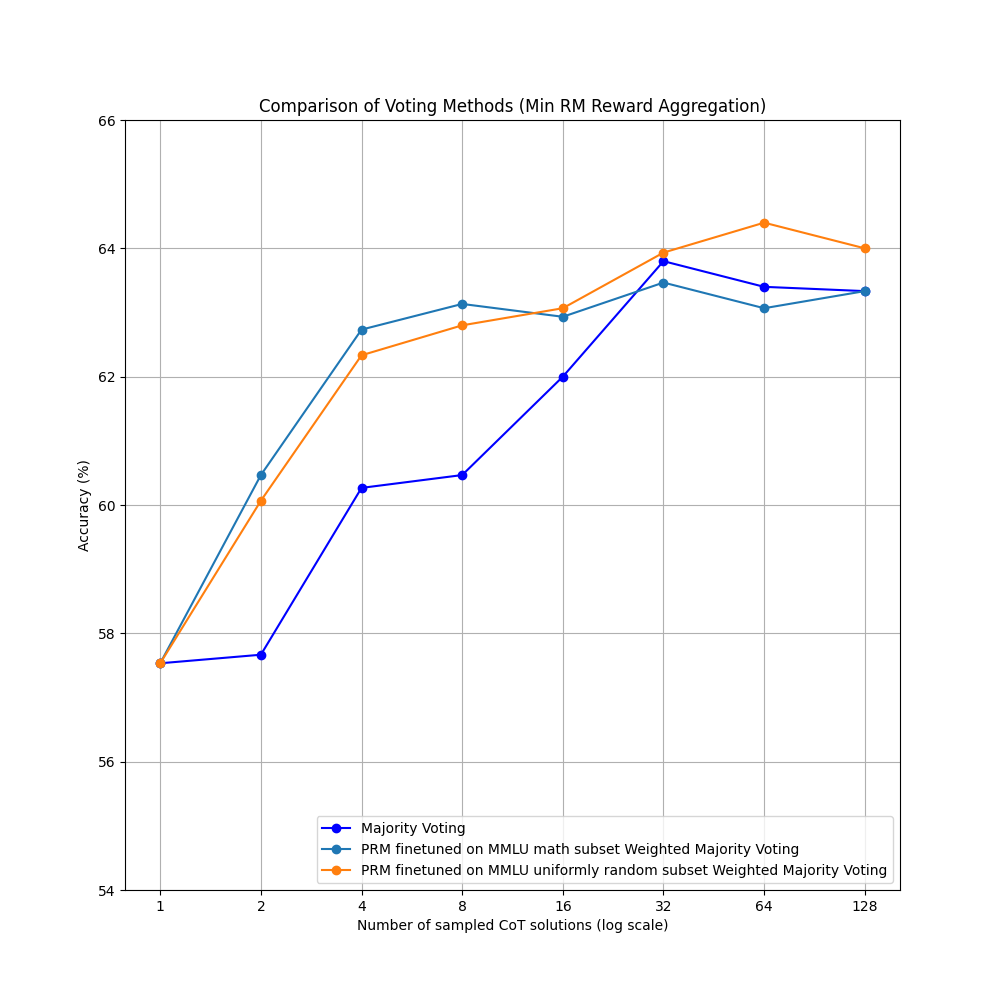 Comparison of Voting Methods (Min RM Reward Aggregation)
66
64
62
60
58
56
54
Accuracy (%)
Majority Voting
PRM finetuned on MMLU math subset Weighted Majority Voting
PRM finetuned on MMLU uniformly random subset Weighted Majority Voting
1 2 4 8 16 32 64 128
Number of sampled CoT solutions (log scale)